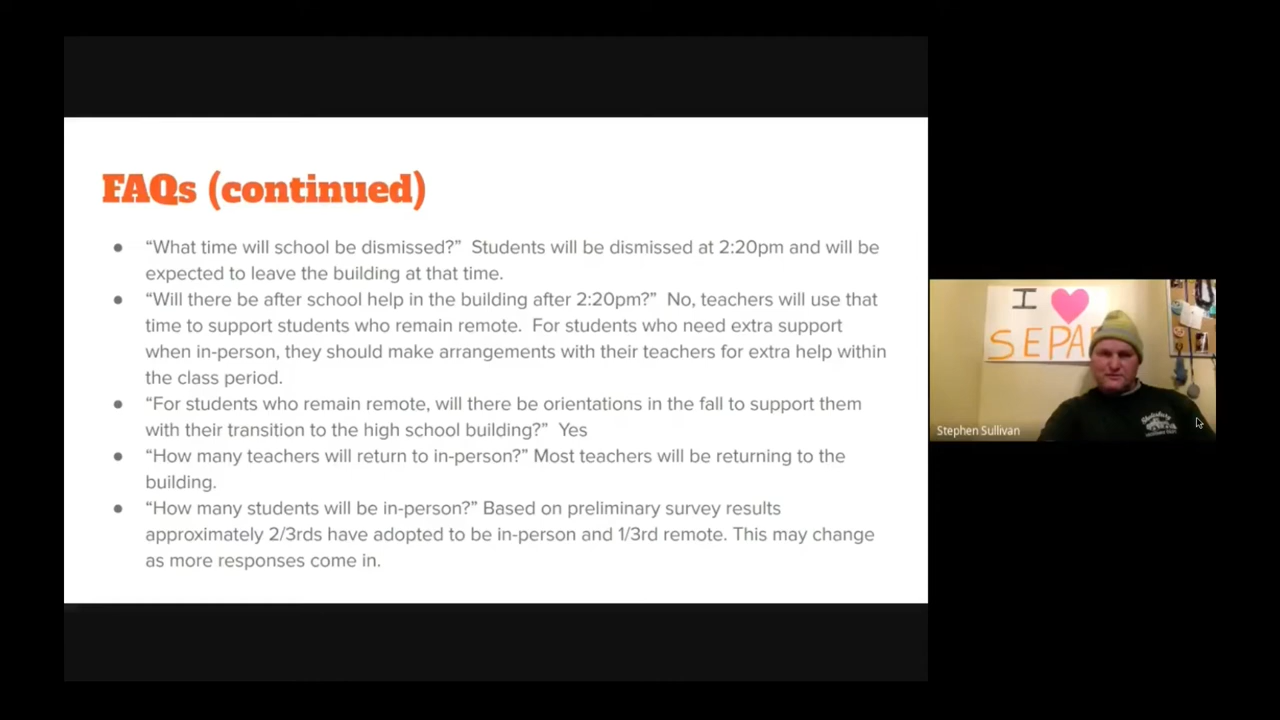 FAQs (continued)
● “What time will school be dismissed?”  Students will be dismissed at 2:20pm and will be
expected to leave the building at that time.
● “Will there be after school help in the building after 2:20pm?”  No, teachers will use that
time to support students who remain remote.  For students who need extra support
when in-person, they should make arrangements with their teachers for extra help within
the class period.
● “For students who remain remote, will there be orientations in the fall to support them
with their transition to the high school building?”  Yes
● “How many teachers will return to in-person?” Most teachers will be returning to the
building.
● “How many students will be in-person?” Based on preliminary survey results
approximately 2/3rds have adopted to be in-person and 1/3rd remote. This may change
as more responses come in.
I
SEPA
Stephen Sullivan